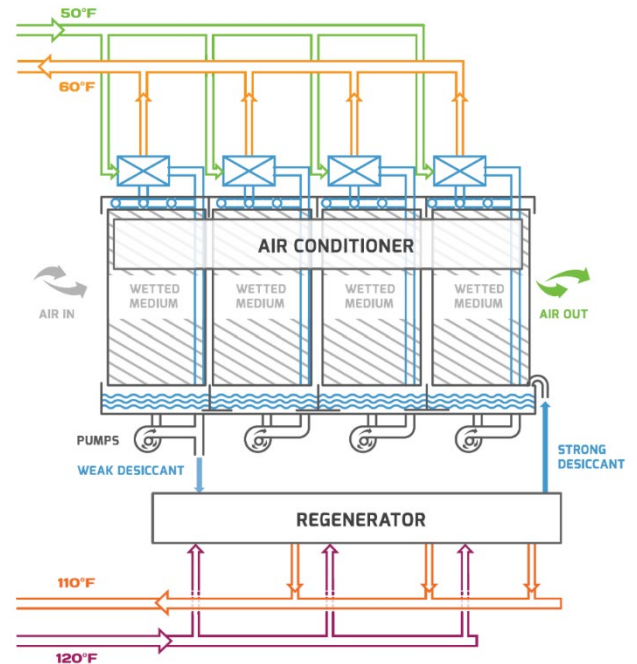 50°F
60°F
AIR CONDITIONER
WETTED
MEDIUM
WETTED
MEDIUM
WETTED
MEDIUM
WETTED
MEDIUM
AIR IN
AIR OUT
PUMPS
WEAK DESICCANT
STRONG
DESICCANT
REGENERATOR
110°F
120°F